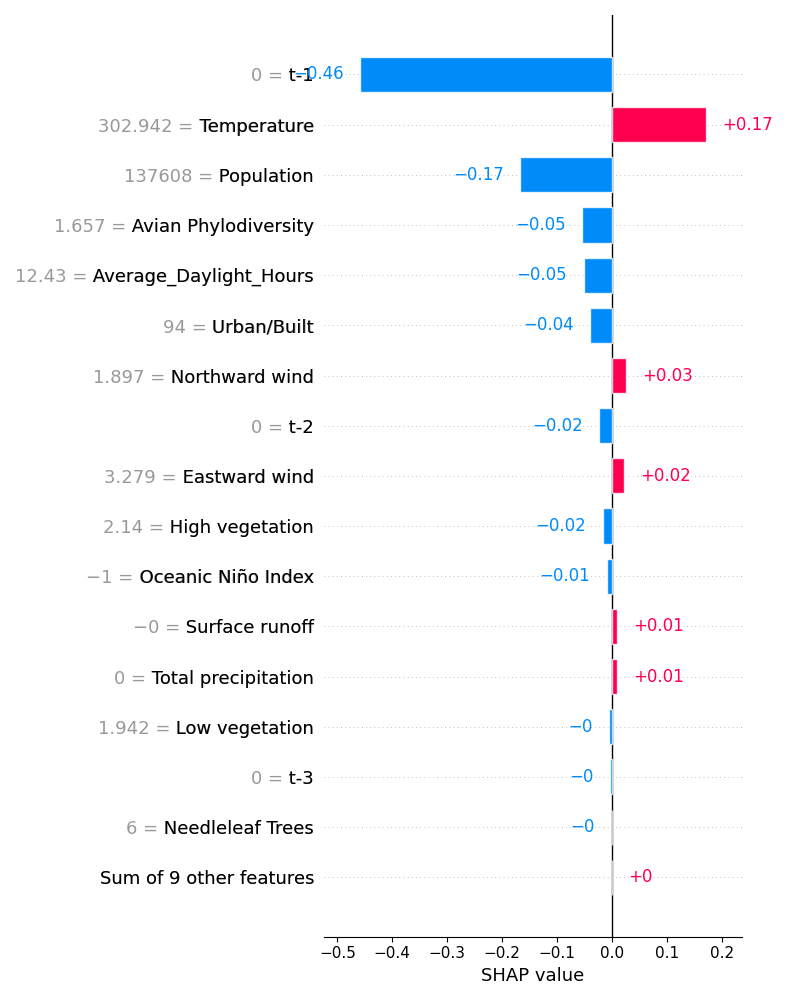 0 = t-1 −0.46
302.942 = Temperature +0.17
137608 = Population −0.17
1.657 = Avian Phylodiversity −0.05
12.43 = Average_Daylight_Hours −0.05
94 = Urban/Built −0.04
1.897 = Northward wind +0.03
0 = t-2 −0.02
3.279 = Eastward wind +0.02
2.14 = High vegetation −0.02
−1 = Oceanic Niño Index −0.01
−0 = Surface runoff +0.01
0 = Total precipitation +0.01
1.942 = Low vegetation −0
0 = t-3 −0
6 = Needleleaf Trees −0
Sum of 9 other features +0
−0.5 −0.4 −0.3 −0.2 −0.1 0.0 0.1 0.2
SHAP value